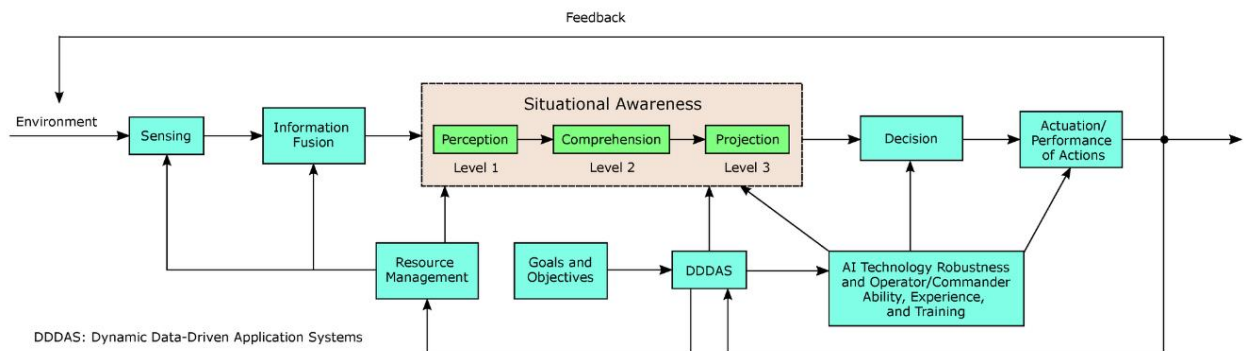 Feedback
Environment
Sensing
Information
Fusion
Situational Awareness
Perception
Comprehension
Projection
Level 1
Level 2
Level 3
Decision
Actuation/
Performance
of Actions
Resource
Management
Goals and
Objectives
DDDAS
AI Technology Robustness
and Operator/Commander
Ability, Experience,
and Training
DDDAS: Dynamic Data-Driven Application Systems